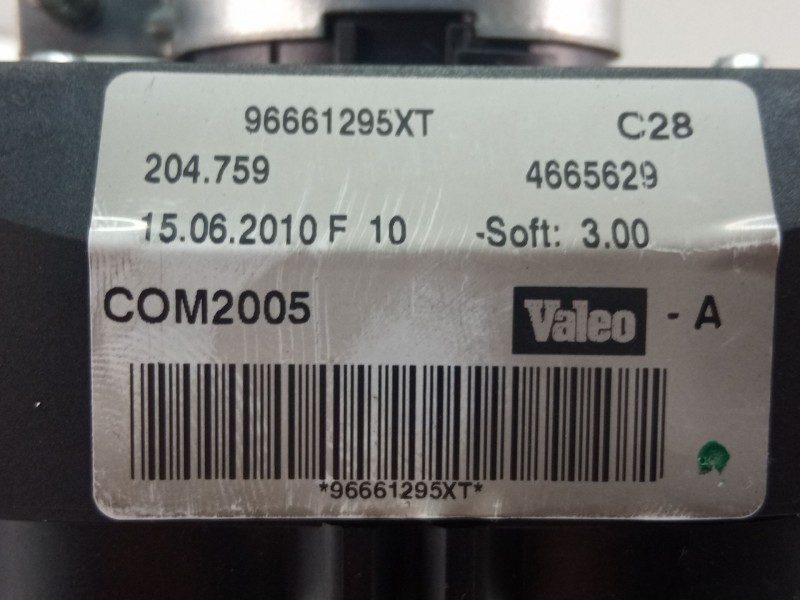 96661295XT C28
204.759 4665629
15.06.2010 F 10 -Soft: 3.00
COM2005 Valeo - A
*96661295XT*